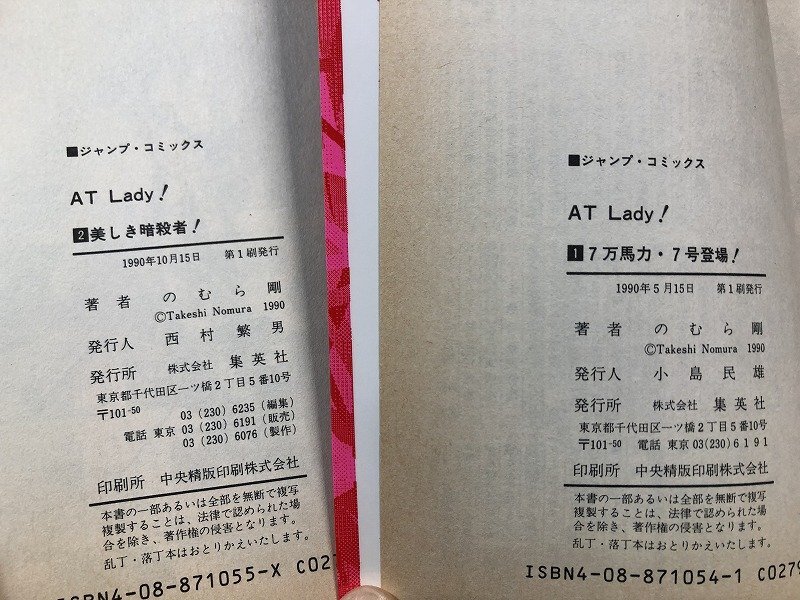 ■ジャンプ・コミックス
AT Lady!
2美しき暗殺者!
1990年10月15日 第1刷発行
著者 のむら剛
©Takeshi Nomura 1990
発行人 西村繁男
発行所 株式会社 集英社
東京都千代田区一ツ橋2丁目5番10号
〒101-50
03(230)6235(編集)
電話 東京 03(230)6191(販売)
03(230)6076(製作)
印刷所 中央精版印刷株式会社
本書の一部あるいは全部を無断で複写
複製することは、法律で認められた場
合を除き、著作権の侵害となります。
乱丁・落丁本はおとりかえいたします。
ISBN4-08-871055-X C027
■ジャンプ・コミックス
AT Lady!
1 7万馬力・7号登場!
1990年5月15日 第1刷発行
著者 のむら剛
©Takeshi Nomura 1990
発行人 小島民雄
発行所 株式会社 集英社
東京都千代田区一ツ橋2丁目5番10号
〒101-50 電話 東京 03(230)6191
印刷所 中央精版印刷株式会社
本書の一部あるいは全部を無断で複写
複製することは、法律で認められた場
合を除き、著作権の侵害となります。
乱丁・落丁本はおとりかえいたします。
ISBN4-08-871054-1 C0279